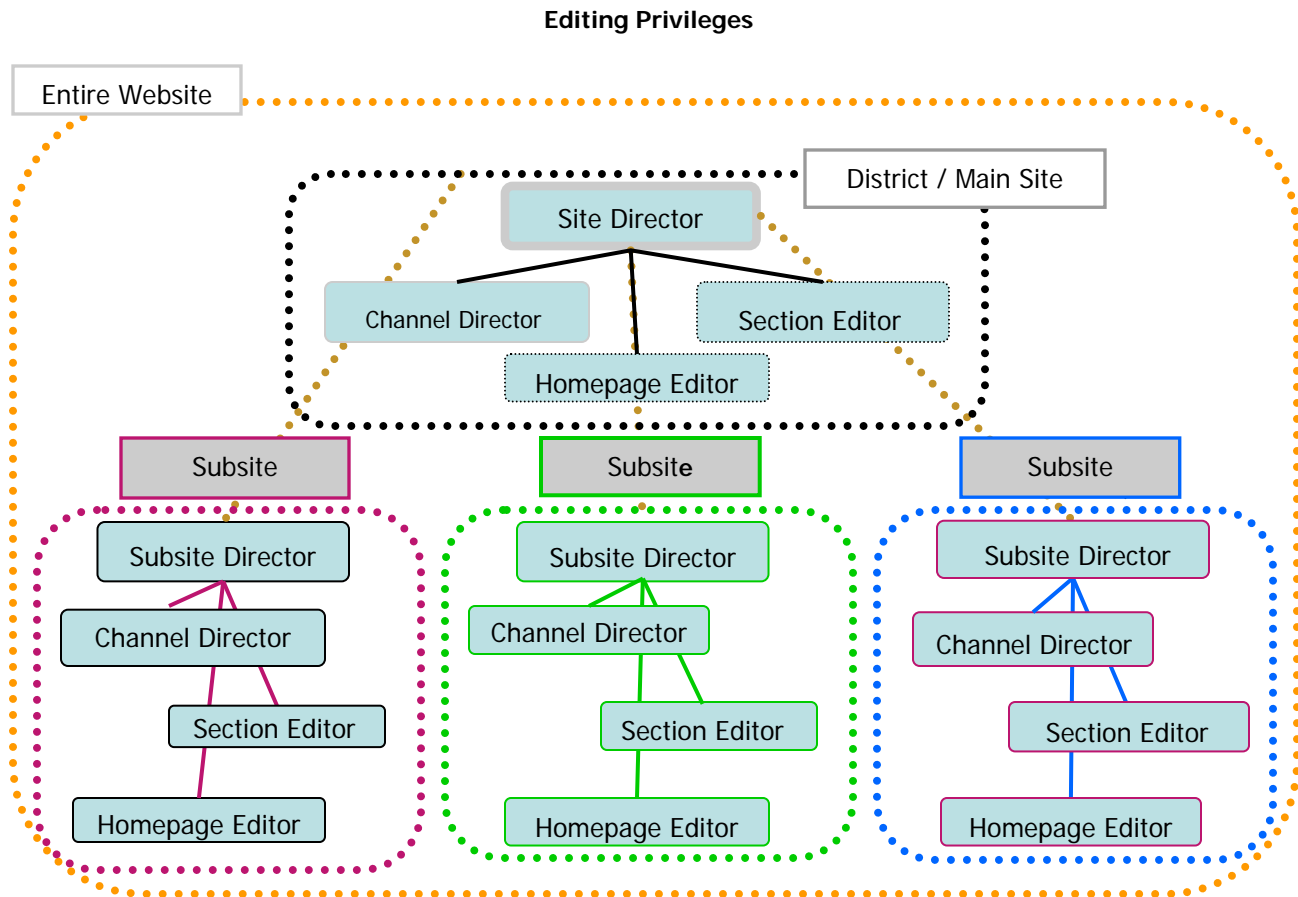 Editing Privileges
Entire Website
District / Main Site
Site Director
Channel Director
Section Editor
Homepage Editor
Subsite
Subsite
Subsite
Subsite Director
Channel Director
Section Editor
Homepage Editor
Subsite Director
Channel Director
Section Editor
Homepage Editor
Subsite Director
Channel Director
Section Editor
Homepage Editor